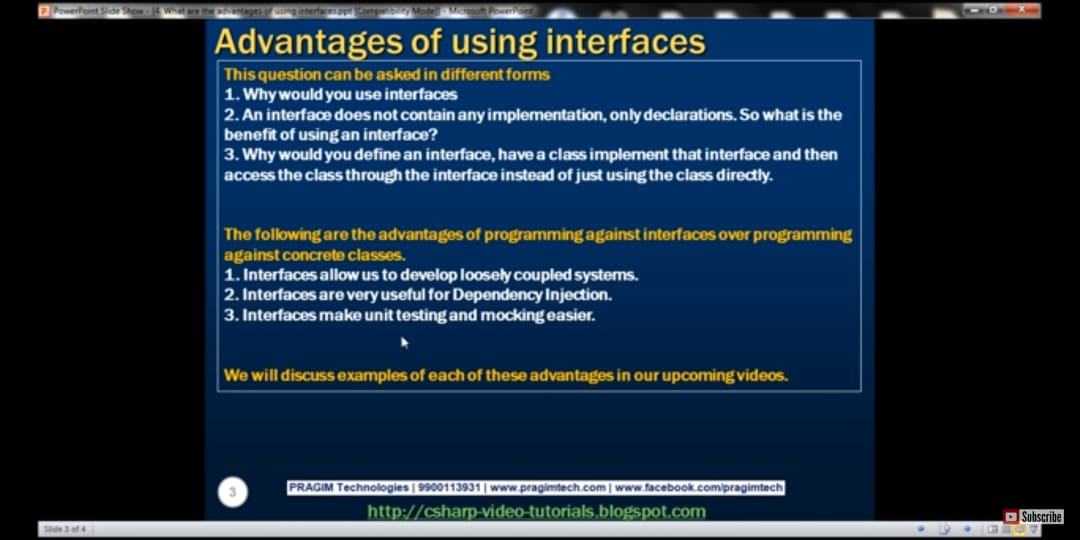 PowerPoint Slide Show - [4. What are the advantages of using interfaces.ppt [Compatibility Mode]] - Microsoft PowerPoint
Advantages of using interfaces
This question can be asked in different forms
1. Why would you use interfaces
2. An interface does not contain any implementation, only declarations. So what is the
benefit of using an interface?
3. Why would you define an interface, have a class implement that interface and then
access the class through the interface instead of just using the class directly.
The following are the advantages of programming against interfaces over programming
against concrete classes.
1. Interfaces allow us to develop loosely coupled systems.
2. Interfaces are very useful for Dependency Injection.
3. Interfaces make unit testing and mocking easier.
We will discuss examples of each of these advantages in our upcoming videos.
3
PRAGIM Technologies | 9900113931 | www.pragimtech.com | www.facebook.com/pragimtech
http://csharp-video-tutorials.blogspot.com
Subscribe
Slide 3 of 4